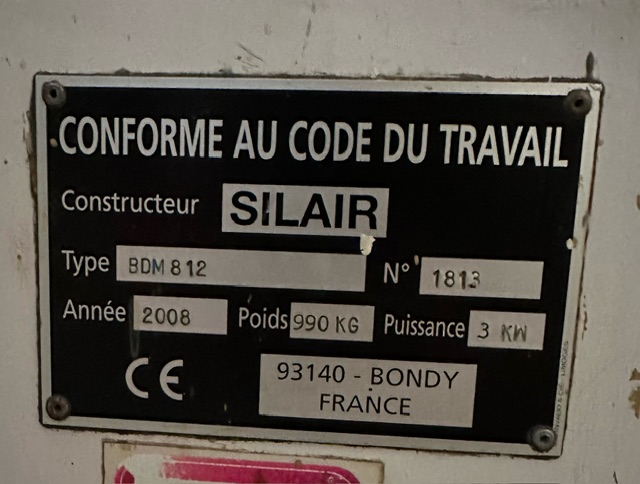 CONFORME AU CODE DU TRAVAIL
Constructeur SILAIR
Type BDM 812 N° 1813
Année 2008 Poids 990 KG Puissance 3 KW
CE
93140 - BONDY
FRANCE